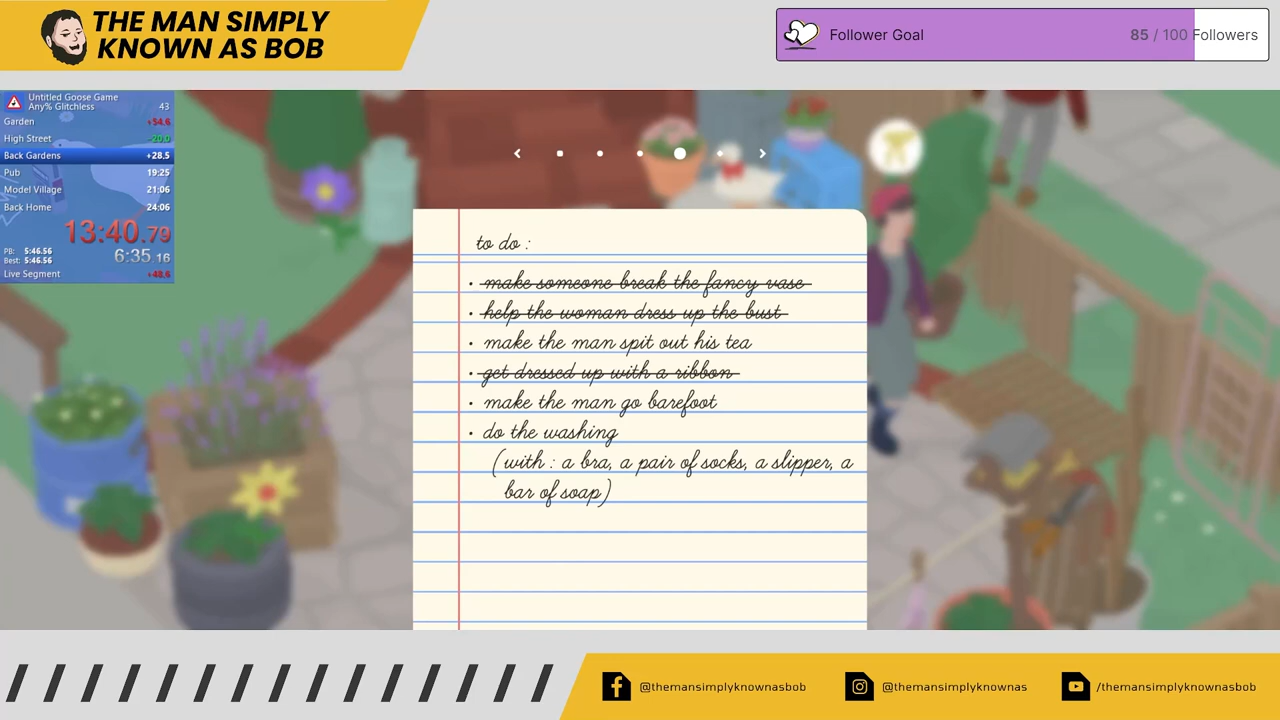 THE MAN SIMPLY
KNOWN AS BOB
Follower Goal
85 / 100 Followers
Untitled Goose Game
Any% Glitchless 43
Garden +54.6
High Street -20.0
Back Gardens +28.5
Pub 19:25
Model Village 21:06
Back Home 24:06
13:40.79
PB: 5:46.56
Best: 5:46.56
6:35.16
Live Segment +48.6
to do :
• make someone break the fancy vase
• help the woman dress up the bust
• make the man spit out his tea
• get dressed up with a ribbon
• make the man go barefoot
• do the washing
(with : a bra, a pair of socks, a slipper, a
bar of soap)
@themansimplyknownasbob
@themansimplyknownas
/themansimplyknownasbob